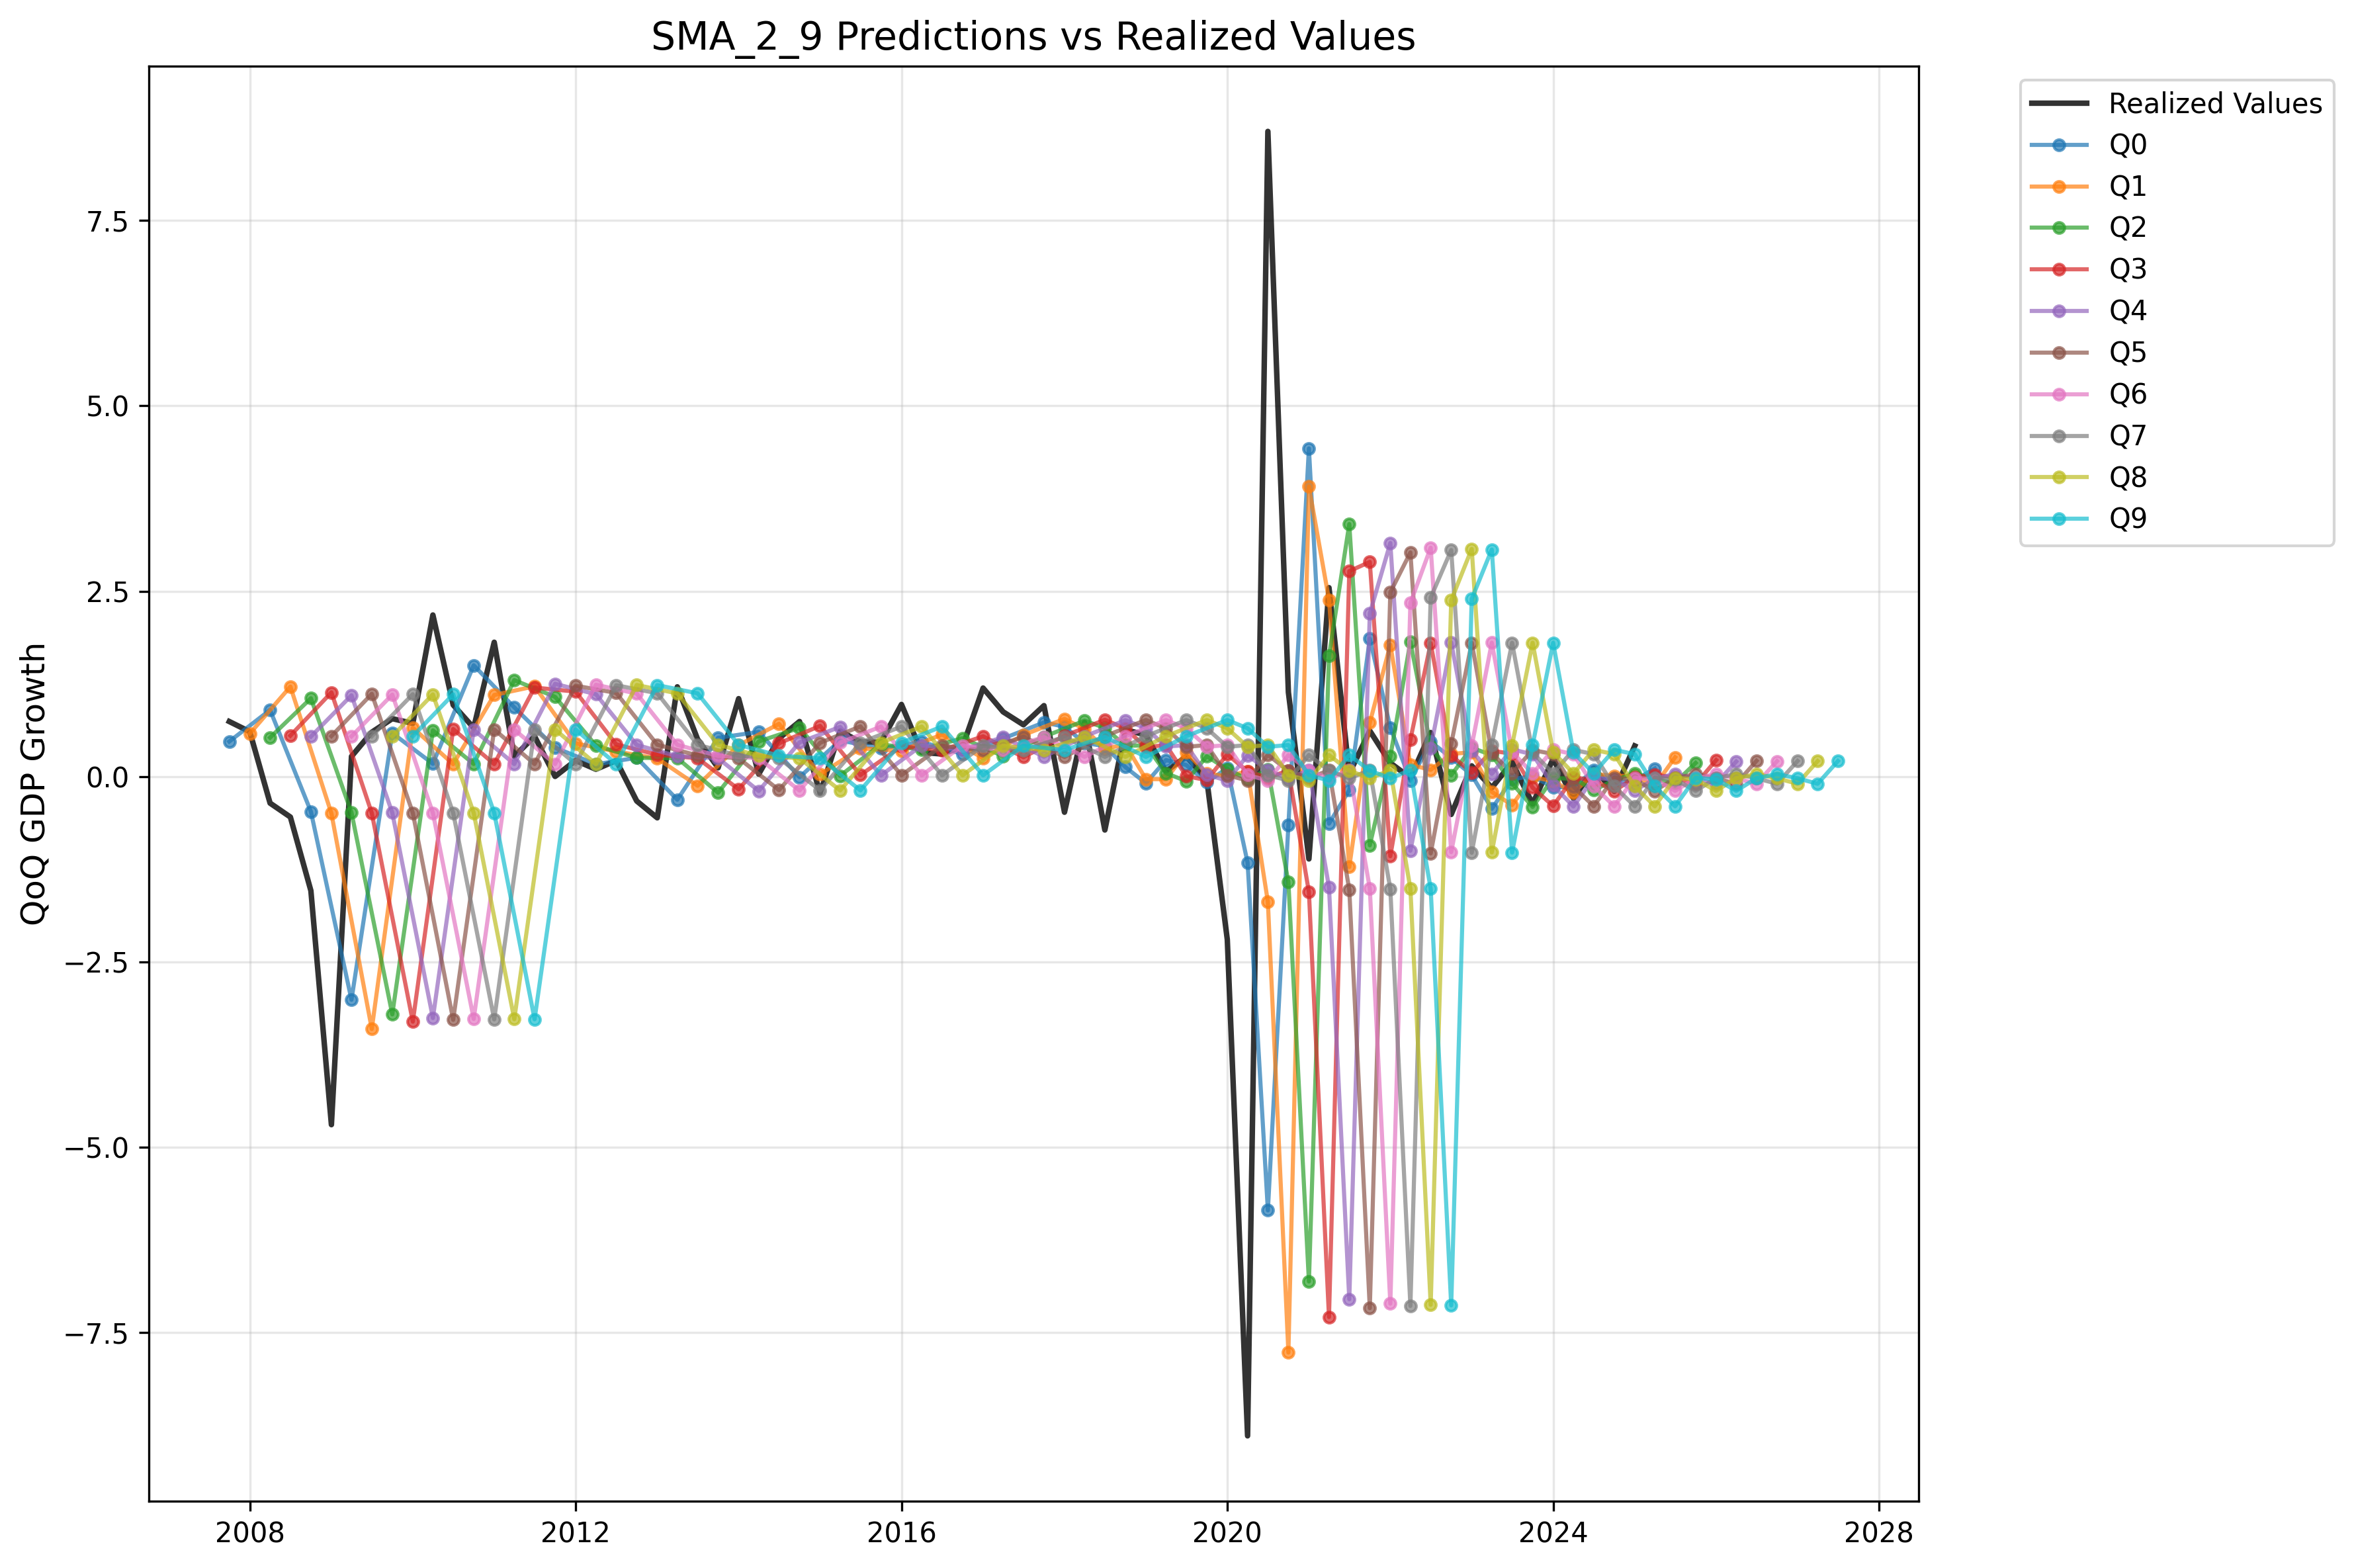 SMA_2_9 Predictions vs Realized Values
QoQ GDP Growth
7.5
5.0
2.5
0.0
−2.5
−5.0
−7.5
2008
2012
2016
2020
2024
2028
Realized Values
Q0
Q1
Q2
Q3
Q4
Q5
Q6
Q7
Q8
Q9